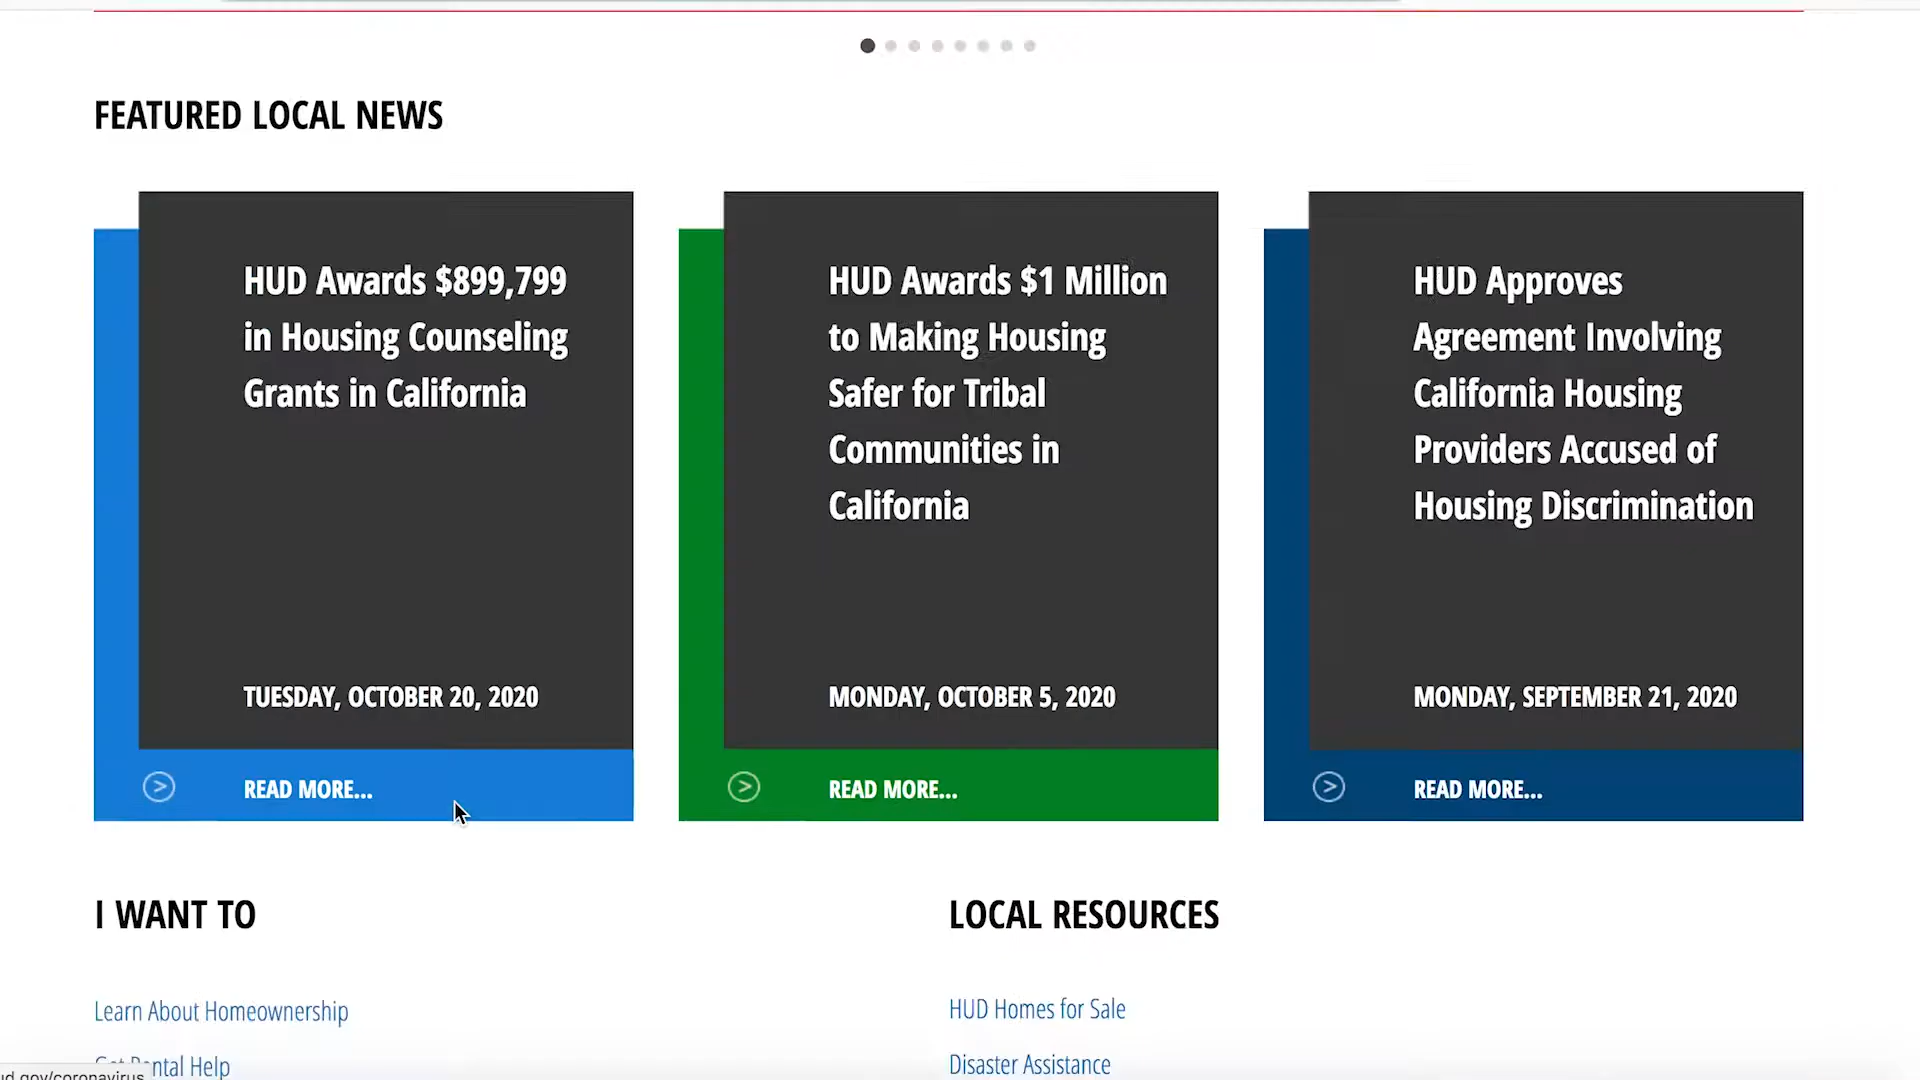 FEATURED LOCAL NEWS
HUD Awards $899,799
in Housing Counseling
Grants in California
TUESDAY, OCTOBER 20, 2020
> READ MORE...
HUD Awards $1 Million
to Making Housing
Safer for Tribal
Communities in
California
MONDAY, OCTOBER 5, 2020
> READ MORE...
HUD Approves
Agreement Involving
California Housing
Providers Accused of
Housing Discrimination
MONDAY, SEPTEMBER 21, 2020
> READ MORE...
I WANT TO
Learn About Homeownership
Get Rental Help
LOCAL RESOURCES
HUD Homes for Sale
Disaster Assistance
ud.gov/coronavirus